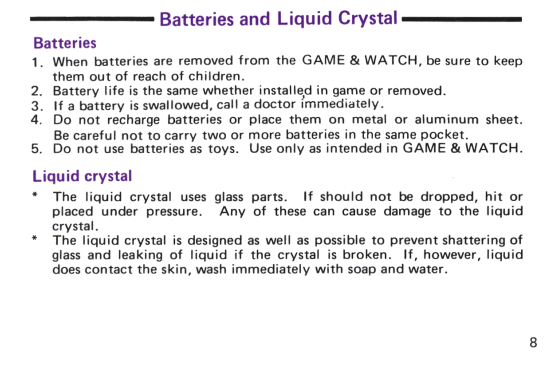 Batteries and Liquid Crystal
Batteries
1. When batteries are removed from the GAME & WATCH, be sure to keep
them out of reach of children.
2. Battery life is the same whether installed in game or removed.
3. If a battery is swallowed, call a doctor immediately.
4. Do not recharge batteries or place them on metal or aluminum sheet.
Be careful not to carry two or more batteries in the same pocket.
5. Do not use batteries as toys. Use only as intended in GAME & WATCH.
Liquid crystal
* The liquid crystal uses glass parts. If should not be dropped, hit or
placed under pressure. Any of these can cause damage to the liquid
crystal.
* The liquid crystal is designed as well as possible to prevent shattering of
glass and leaking of liquid if the crystal is broken. If, however, liquid
does contact the skin, wash immediately with soap and water.
8